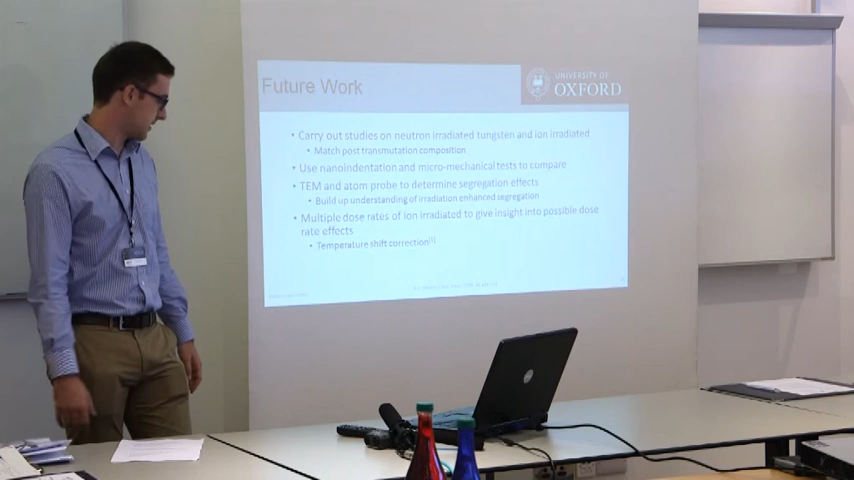 Future Work
UNIVERSITY OF
OXFORD
• Carry out studies on neutron irradiated tungsten and ion irradiated
• Match post transmutation composition
• Use nanoindentation and micro-mechanical tests to compare
• TEM and atom probe to determine segregation effects
• Build up understanding of irradiation enhanced segregation
• Multiple dose rates of ion irradiated to give insight into possible dose
rate effects
• Temperature shift correction